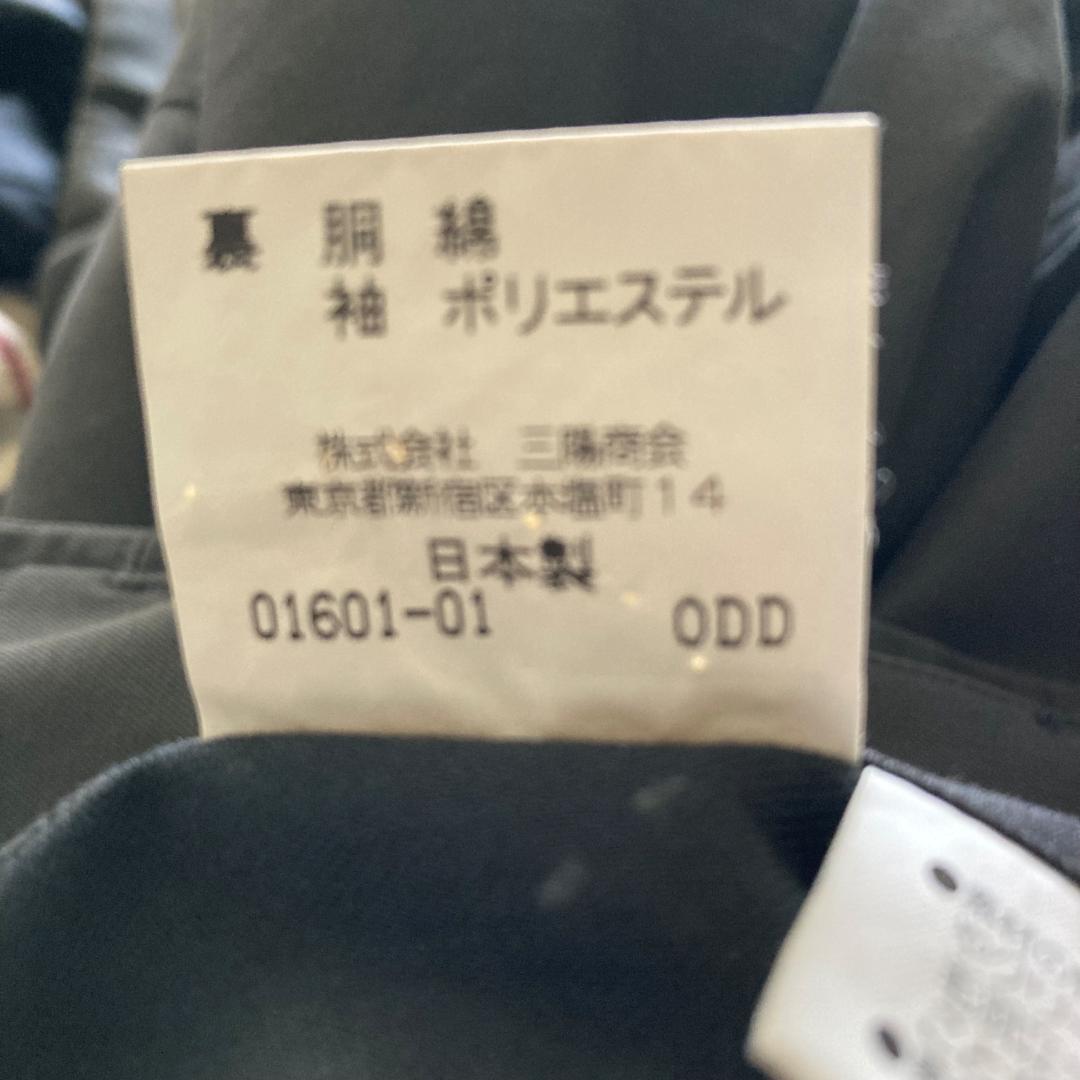 裏 胴 綿
袖 ポリエステル
株式会社 三陽商会
東京都新宿区本塩町14
日本製
01601-01 ODD